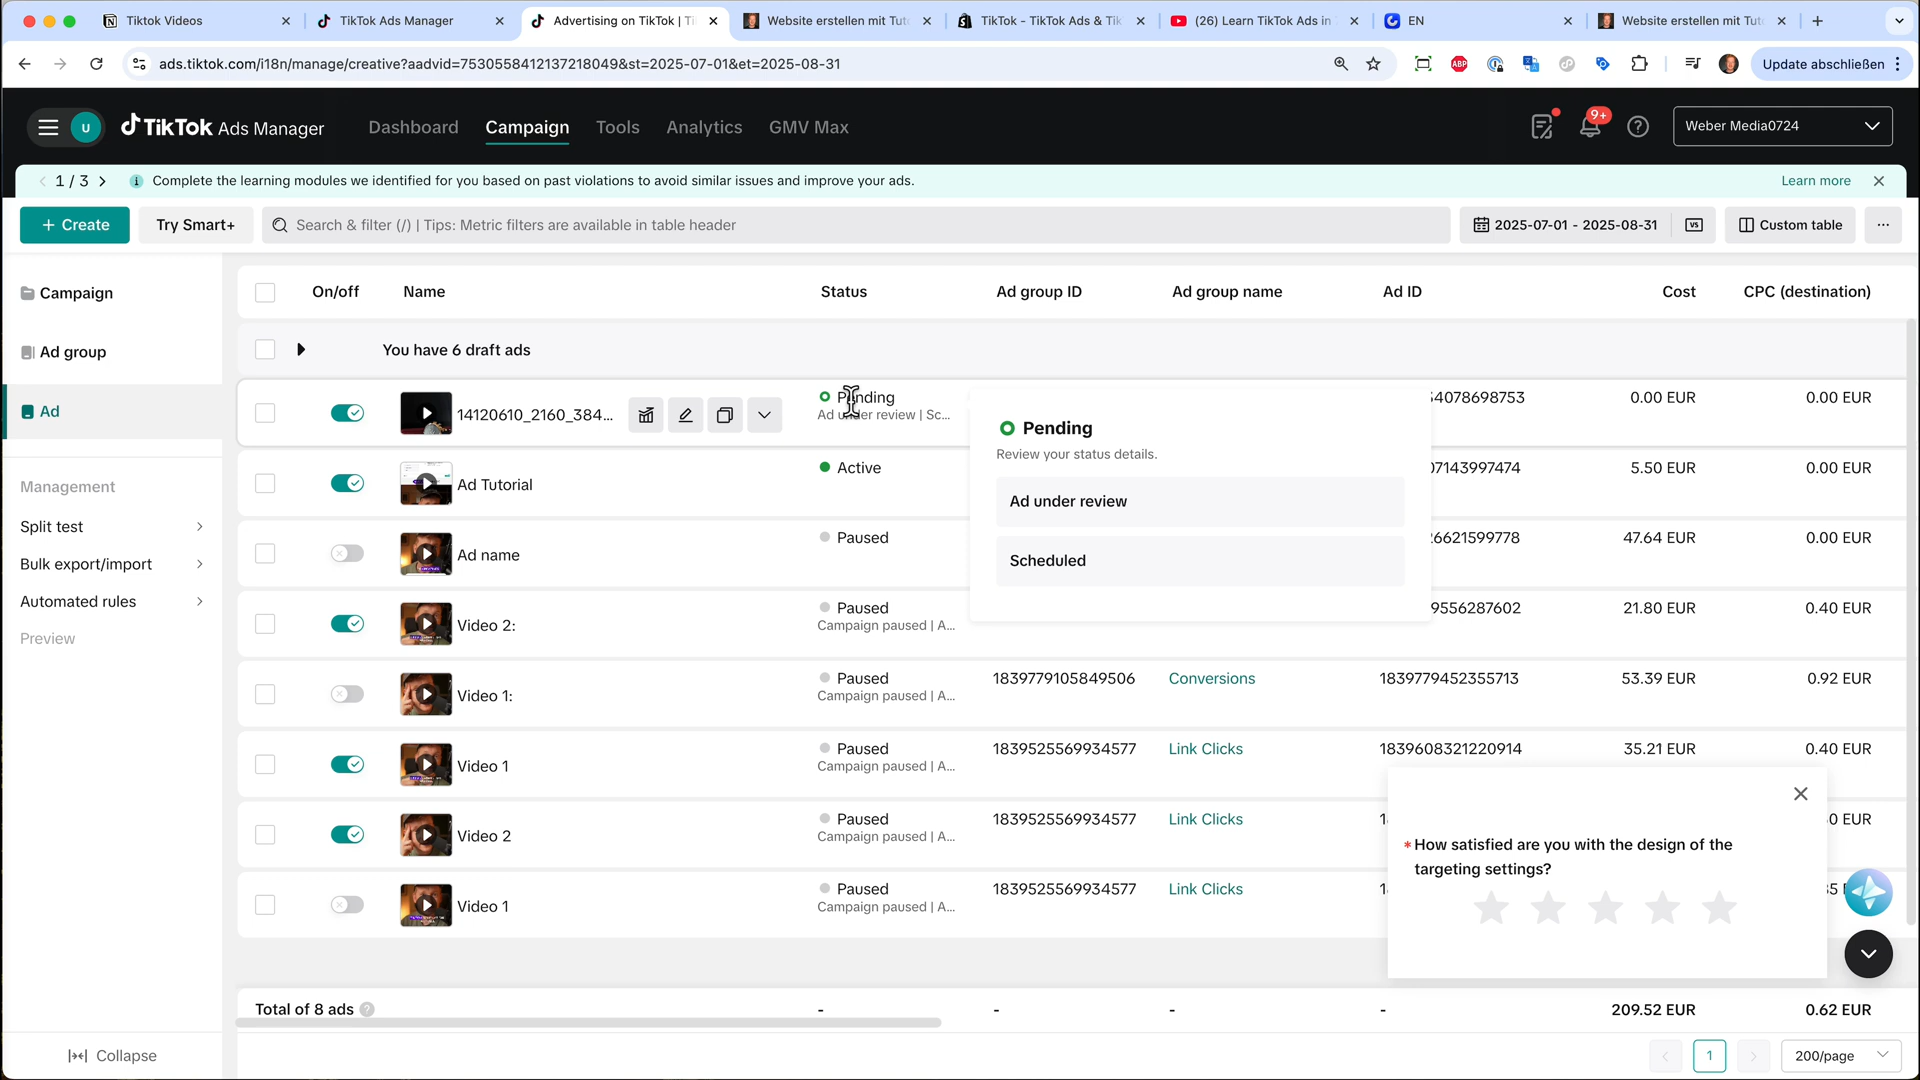 Tiktok Videos
TikTok Ads Manager
Advertising on TikTok | Ti
Website erstellen mit Tut
TikTok - TikTok Ads & Tik
(26) Learn TikTok Ads in
EN
Website erstellen mit Tut
ads.tiktok.com/i18n/manage/creative?aadvid=7530558412137218049&st=2025-07-01&et=2025-08-31
ABP
Update abschließen
U
TikTok Ads Manager
Dashboard
Campaign
Tools
Analytics
GMV Max
9+
Weber Media0724
1 / 3
Complete the learning modules we identified for you based on past violations to avoid similar issues and improve your ads.
Learn more
+ Create
Try Smart+
Search & filter (/) | Tips: Metric filters are available in table header
2025-07-01 - 2025-08-31
VS
Custom table
...
Campaign
Ad group
Ad
Management
Split test
Bulk export/import
Automated rules
Preview
Collapse
On/off Name Status Ad group ID Ad group name Ad ID Cost CPC (destination)
You have 6 draft ads
14120610_2160_384... Pending 54078698753 0.00 EUR 0.00 EUR
Ad under review | Sc...
Ad Tutorial Active 07143997474 5.50 EUR 0.00 EUR
Ad name Paused 26621599778 47.64 EUR 0.00 EUR
Video 2: Paused 9556287602 21.80 EUR 0.40 EUR
Campaign paused | A...
Pending
Review your status details.
Ad under review
Scheduled
Video 1: Paused 1839779105849506 Conversions 1839779452355713 53.39 EUR 0.92 EUR
Campaign paused | A...
Video 1 Paused 1839525569934577 Link Clicks 1839608321220914 35.21 EUR 0.40 EUR
Campaign paused | A...
Video 2 Paused 1839525569934577 Link Clicks
Campaign paused | A...
Video 1 Paused 1839525569934577 Link Clicks
Campaign paused | A...
*How satisfied are you with the design of the
targeting settings?
Total of 8 ads - - - - 209.52 EUR 0.62 EUR
1
200/page